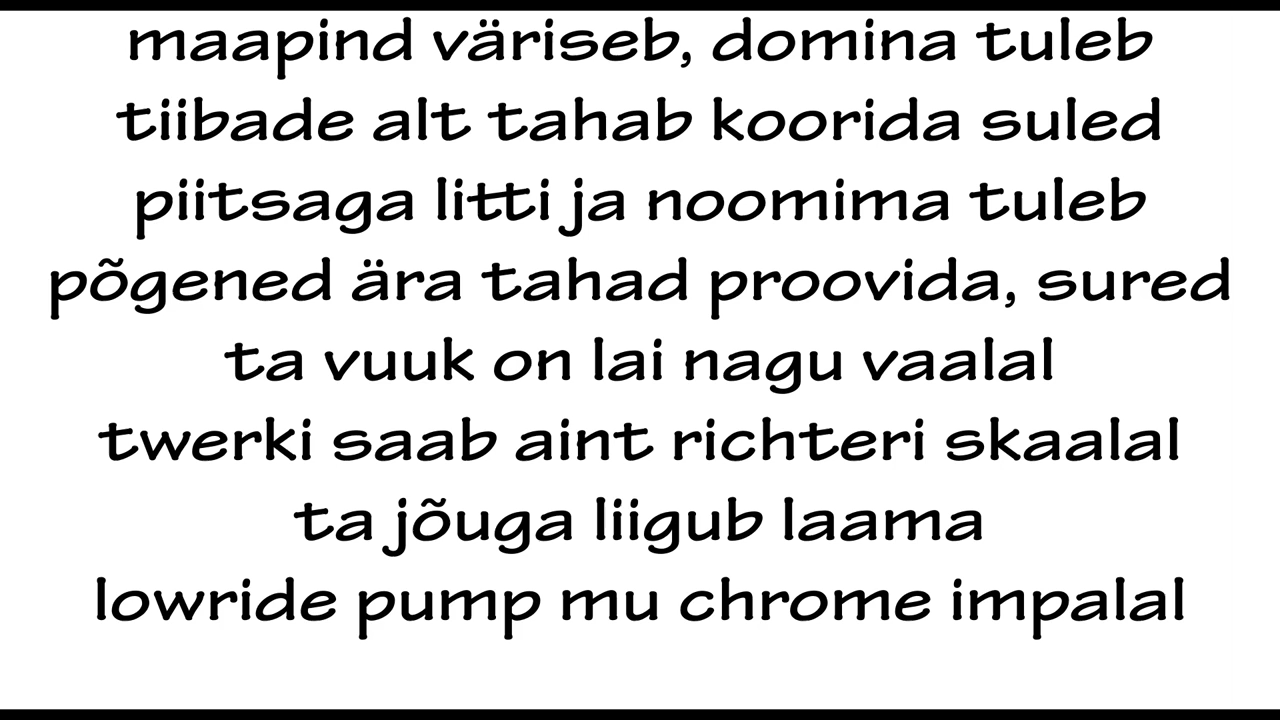 maapind väriseb, domina tuleb
tiibade alt tahab koorida suled
piitsaga litti ja noomima tuleb
põgened ära tahad proovida, sured
ta vuuk on lai nagu vaalal
twerki saab aint richteri skaalal
ta jõuga liigub laama
lowride pump mu chrome impalal